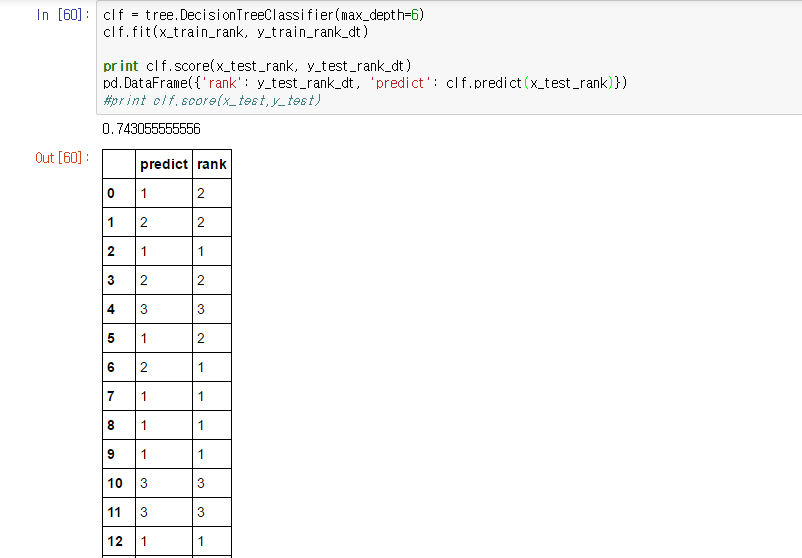 In [60]: clf = tree.DecisionTreeClassifier(max_depth=6)
clf.fit(x_train_rank, y_train_rank_dt)
print clf.score(x_test_rank, y_test_rank_dt)
pd.DataFrame({'rank': y_test_rank_dt, 'predict': clf.predict(x_test_rank)})
#print clf.score(x_test,y_test)
0.743055555556
Out[60]:
predict rank
0 1 2
1 2 2
2 1 1
3 2 2
4 3 3
5 1 2
6 2 1
7 1 1
8 1 1
9 1 1
10 3 3
11 3 3
12 1 1